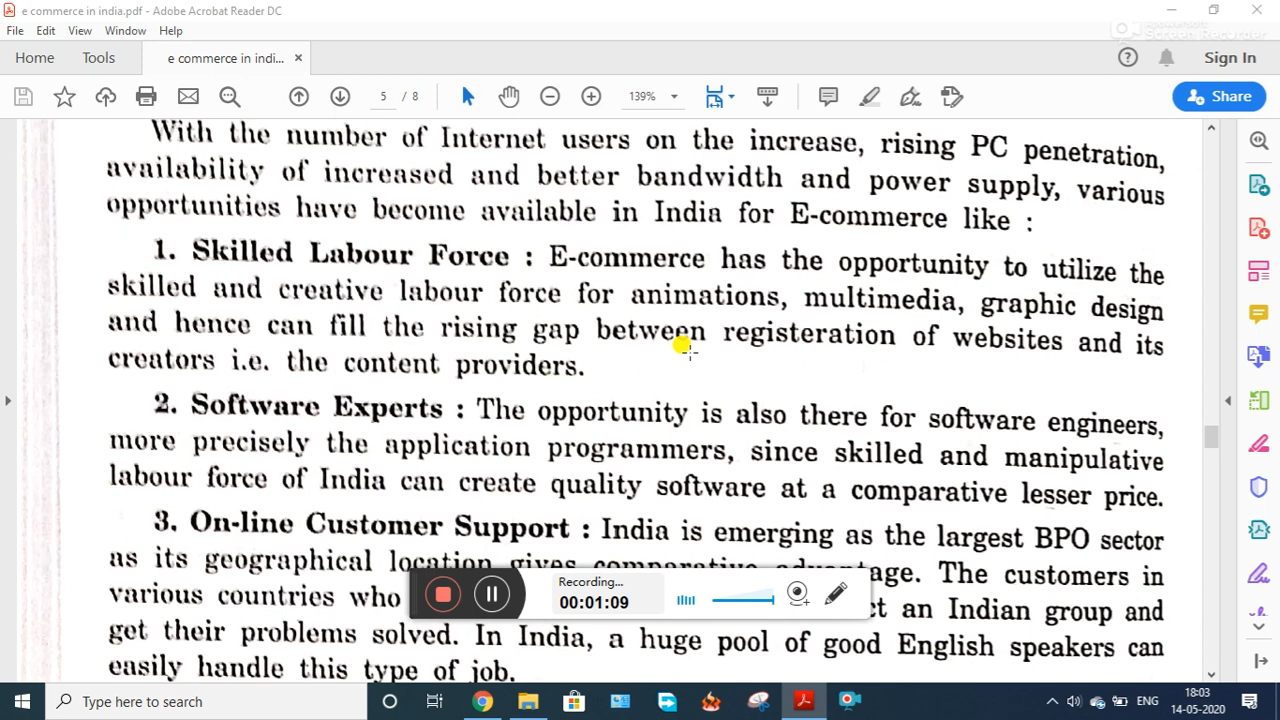 e commerce in india.pdf - Adobe Acrobat Reader DC
File Edit View Window Help
Home Tools e commerce in indi... Sign In
5 / 8 139% Share
With the number of Internet users on the increase, rising PC penetration,
availability of increased and better bandwidth and power supply, various
opportunities have become available in India for E-commerce like :
1. Skilled Labour Force : E-commerce has the opportunity to utilize the
skilled and creative labour force for animations, multimedia, graphic design
and hence can fill the rising gap between registeration of websites and its
creators i.e. the content providers.
2. Software Experts : The opportunity is also there for software engineers,
more precisely the application programmers, since skilled and manipulative
labour force of India can create quality software at a comparative lesser price.
3. On-line Customer Support : India is emerging as the largest BPO sector
as its geographical location gives comparative advantage. The customers in
various countries who an Indian group and
get their problems solved. In India, a huge pool of good English speakers can
easily handle this type of job.
Recording...
00:01:09
Type here to search
ENG
18:03
14-05-2020